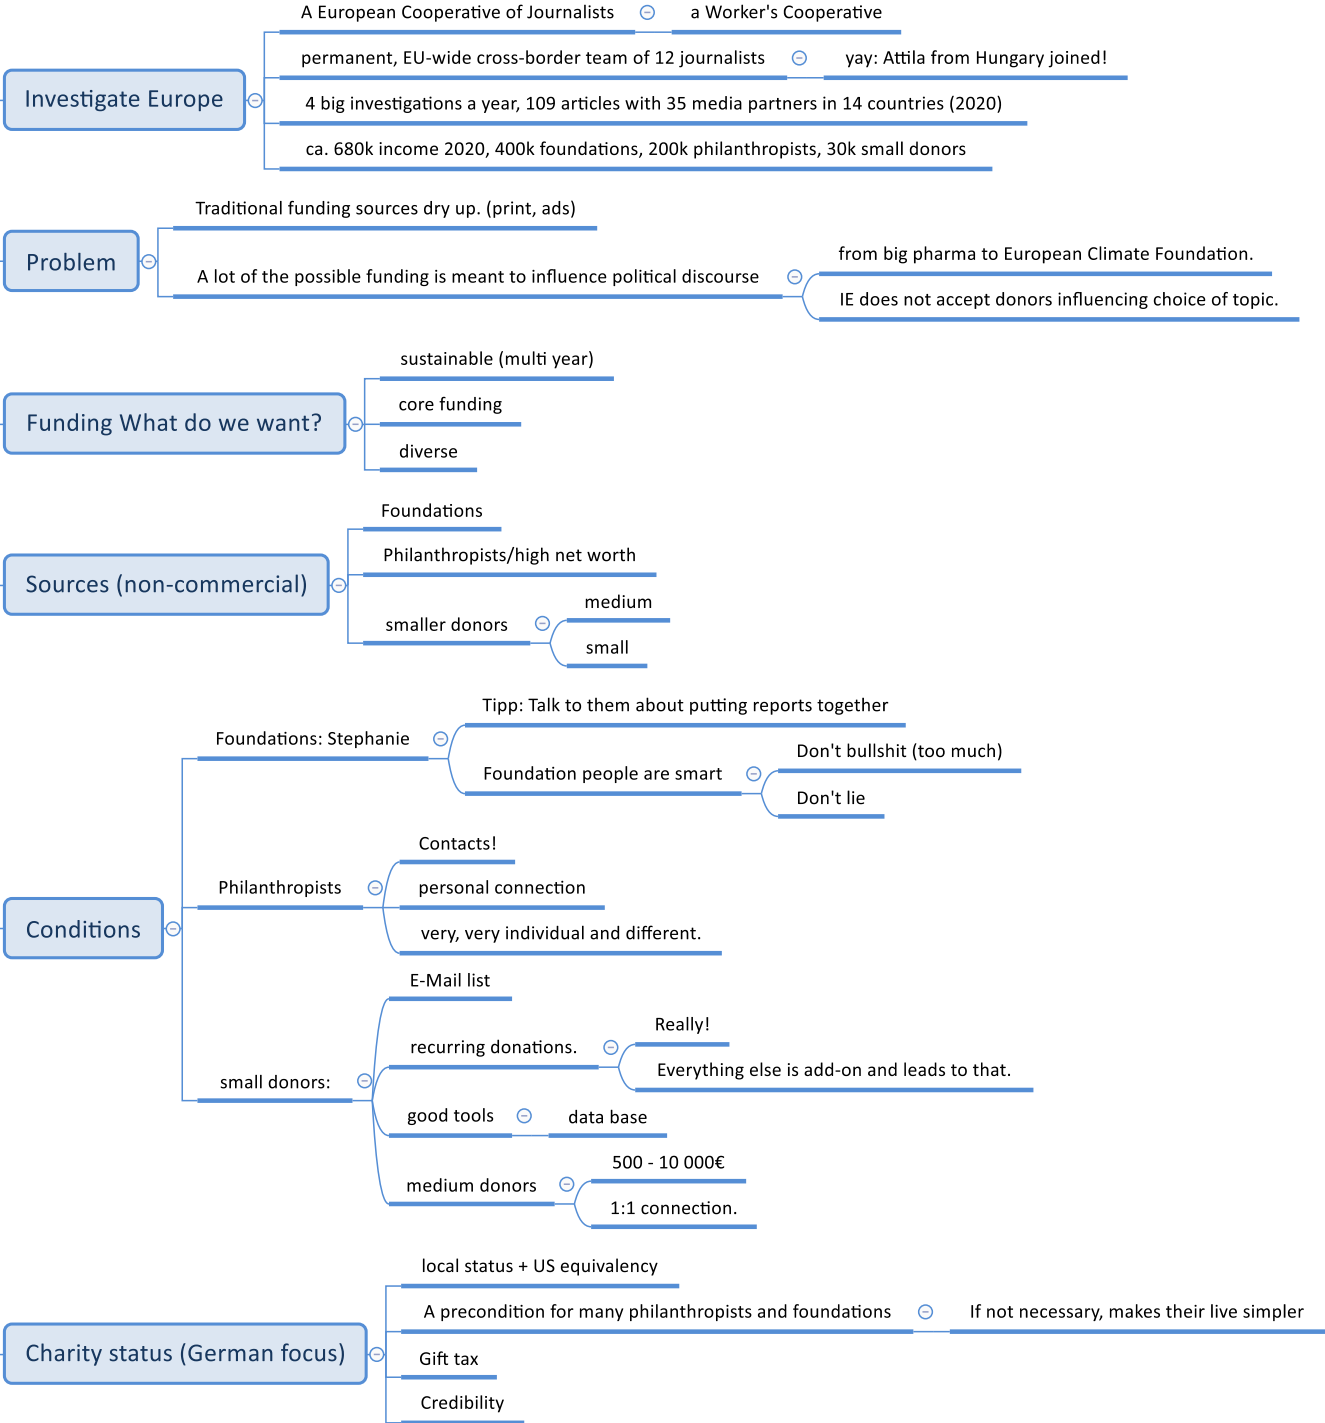 Investigate Europe
A European Cooperative of Journalists
a Worker's Cooperative
permanent, EU-wide cross-border team of 12 journalists
yay: Attila from Hungary joined!
4 big investigations a year, 109 articles with 35 media partners in 14 countries (2020)
ca. 680k income 2020, 400k foundations, 200k philanthropists, 30k small donors
Problem
Traditional funding sources dry up. (print, ads)
A lot of the possible funding is meant to influence political discourse
from big pharma to European Climate Foundation.
IE does not accept donors influencing choice of topic.
Funding What do we want?
sustainable (multi year)
core funding
diverse
Sources (non-commercial)
Foundations
Philanthropists/high net worth
smaller donors
medium
small
Conditions
Foundations: Stephanie
Tipp: Talk to them about putting reports together
Foundation people are smart
Don't bullshit (too much)
Don't lie
Philanthropists
Contacts!
personal connection
very, very individual and different.
small donors:
E-Mail list
recurring donations.
Really!
Everything else is add-on and leads to that.
good tools
data base
medium donors
500 - 10 000€
1:1 connection.
Charity status (German focus)
local status + US equivalency
A precondition for many philanthropists and foundations
If not necessary, makes their live simpler
Gift tax
Credibility